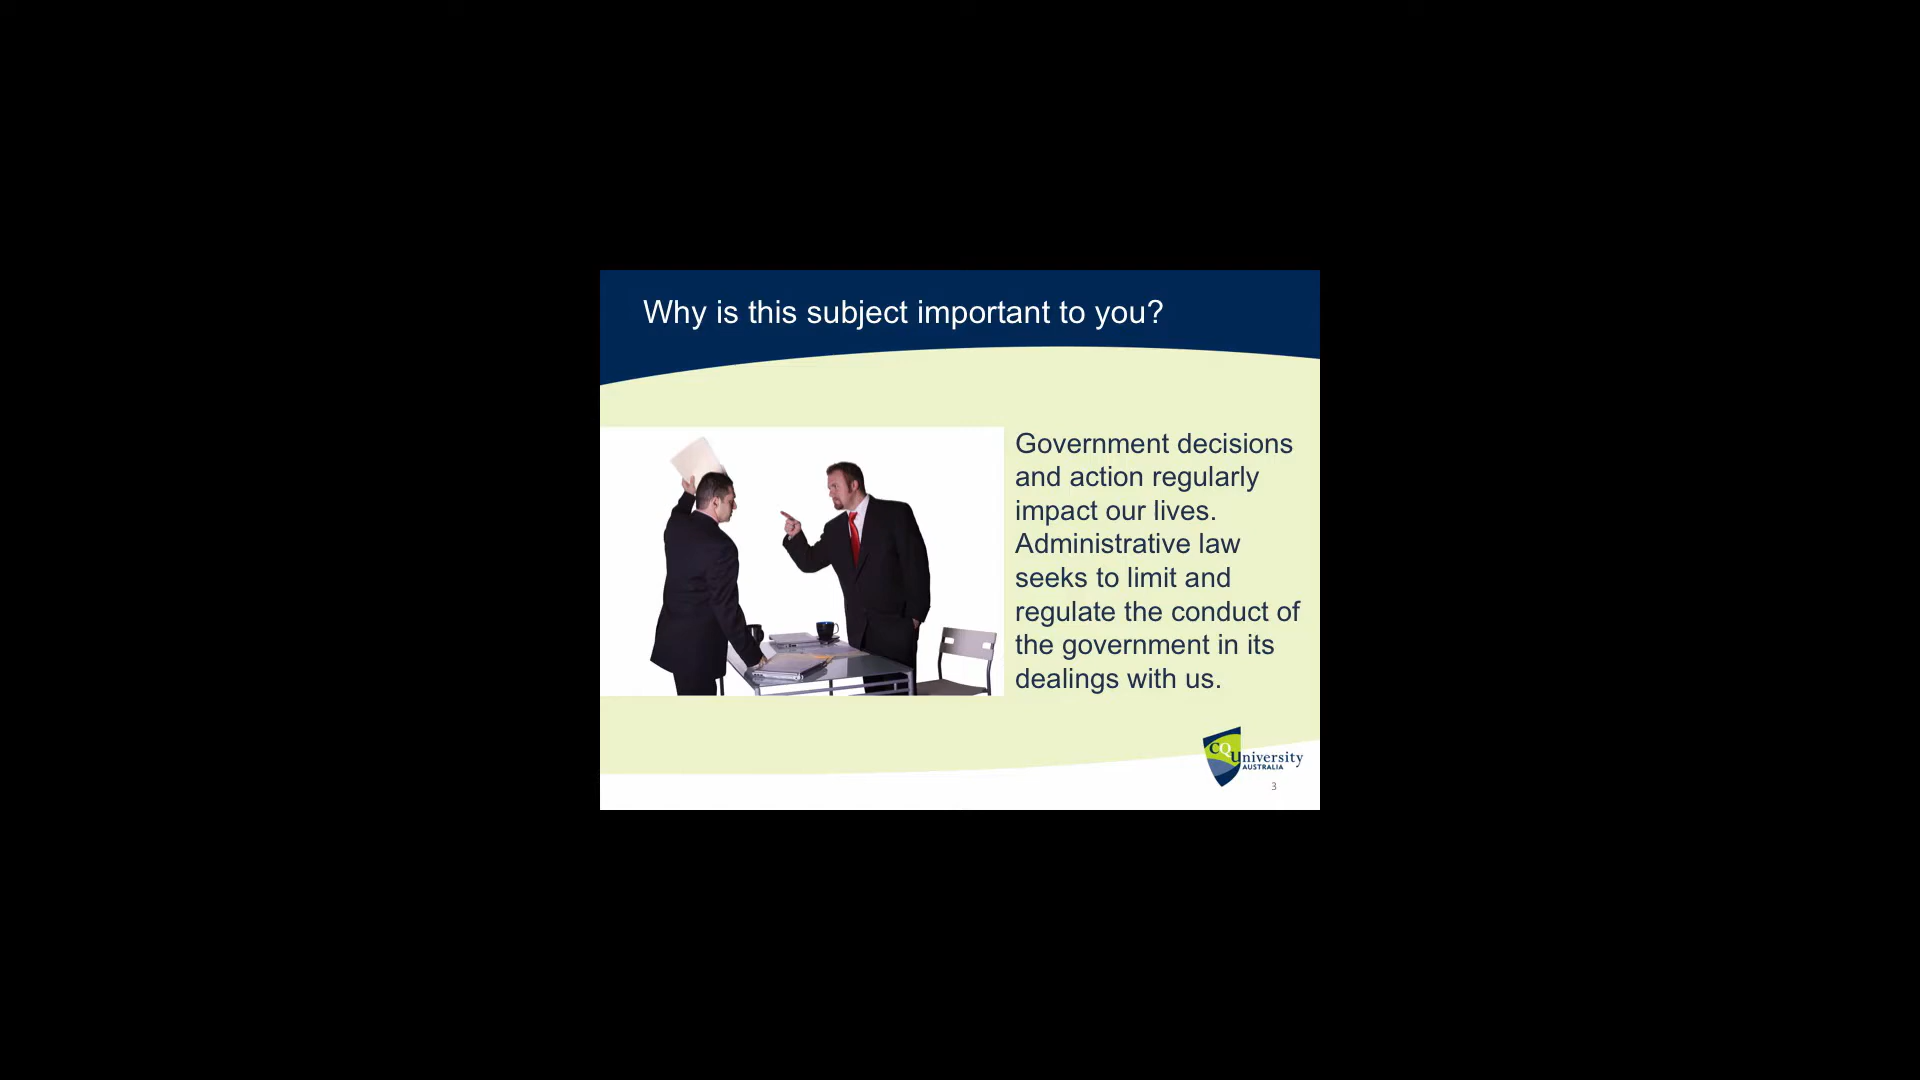 Why is this subject important to you?
Government decisions
and action regularly
impact our lives.
Administrative law
seeks to limit and
regulate the conduct of
the government in its
dealings with us.
CQUniversity
AUSTRALIA
3